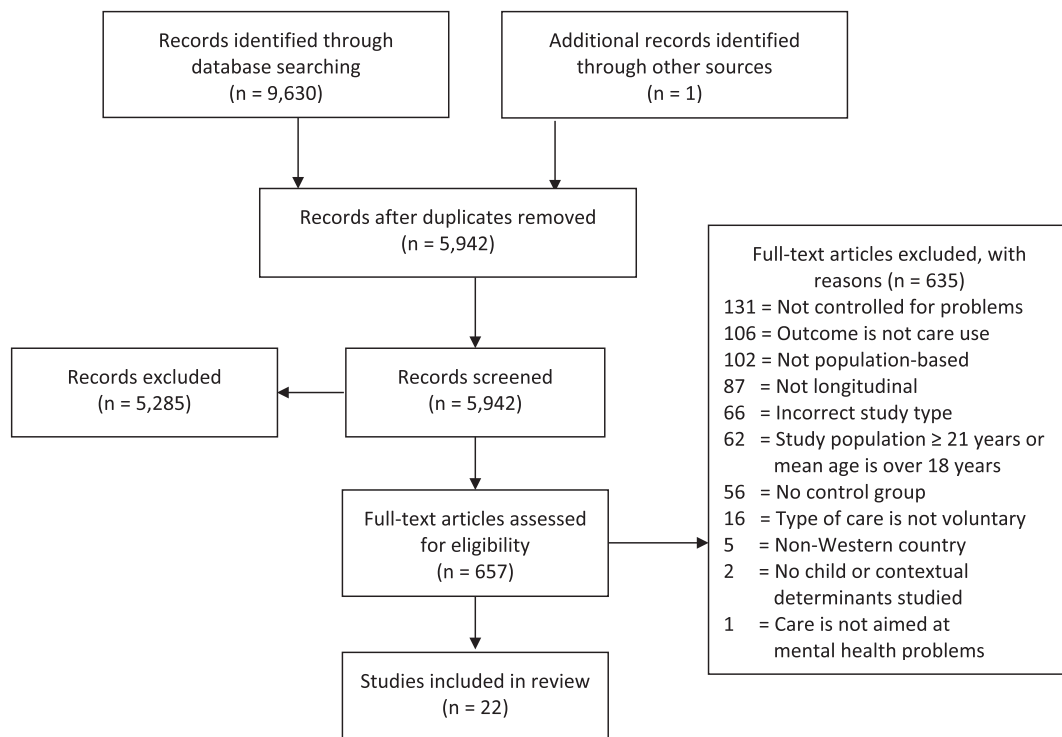 Records identified through
database searching
(n = 9,630)
Additional records identified
through other sources
(n = 1)
Records after duplicates removed
(n = 5,942)
Records excluded
(n = 5,285)
Records screened
(n = 5,942)
Full-text articles assessed
for eligibility
(n = 657)
Full-text articles excluded, with
reasons (n = 635)
131 = Not controlled for problems
106 = Outcome is not care use
102 = Not population-based
87 = Not longitudinal
66 = Incorrect study type
62 = Study population ≥ 21 years or
mean age is over 18 years
56 = No control group
16 = Type of care is not voluntary
5 = Non-Western country
2 = No child or contextual
determinants studied
1 = Care is not aimed at
mental health problems
Studies included in review
(n = 22)